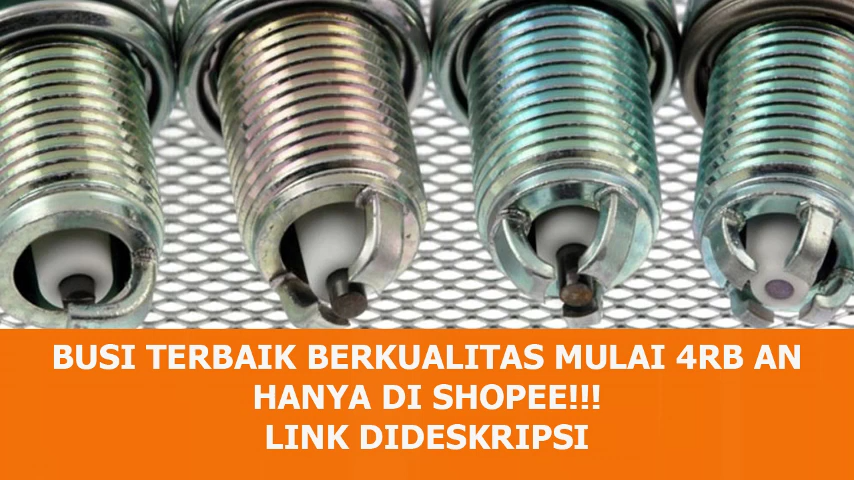 BUSI TERBAIK BERKUALITAS MULAI 4RB AN
HANYA DI SHOPEE!!!
LINK DIDESKRIPSI